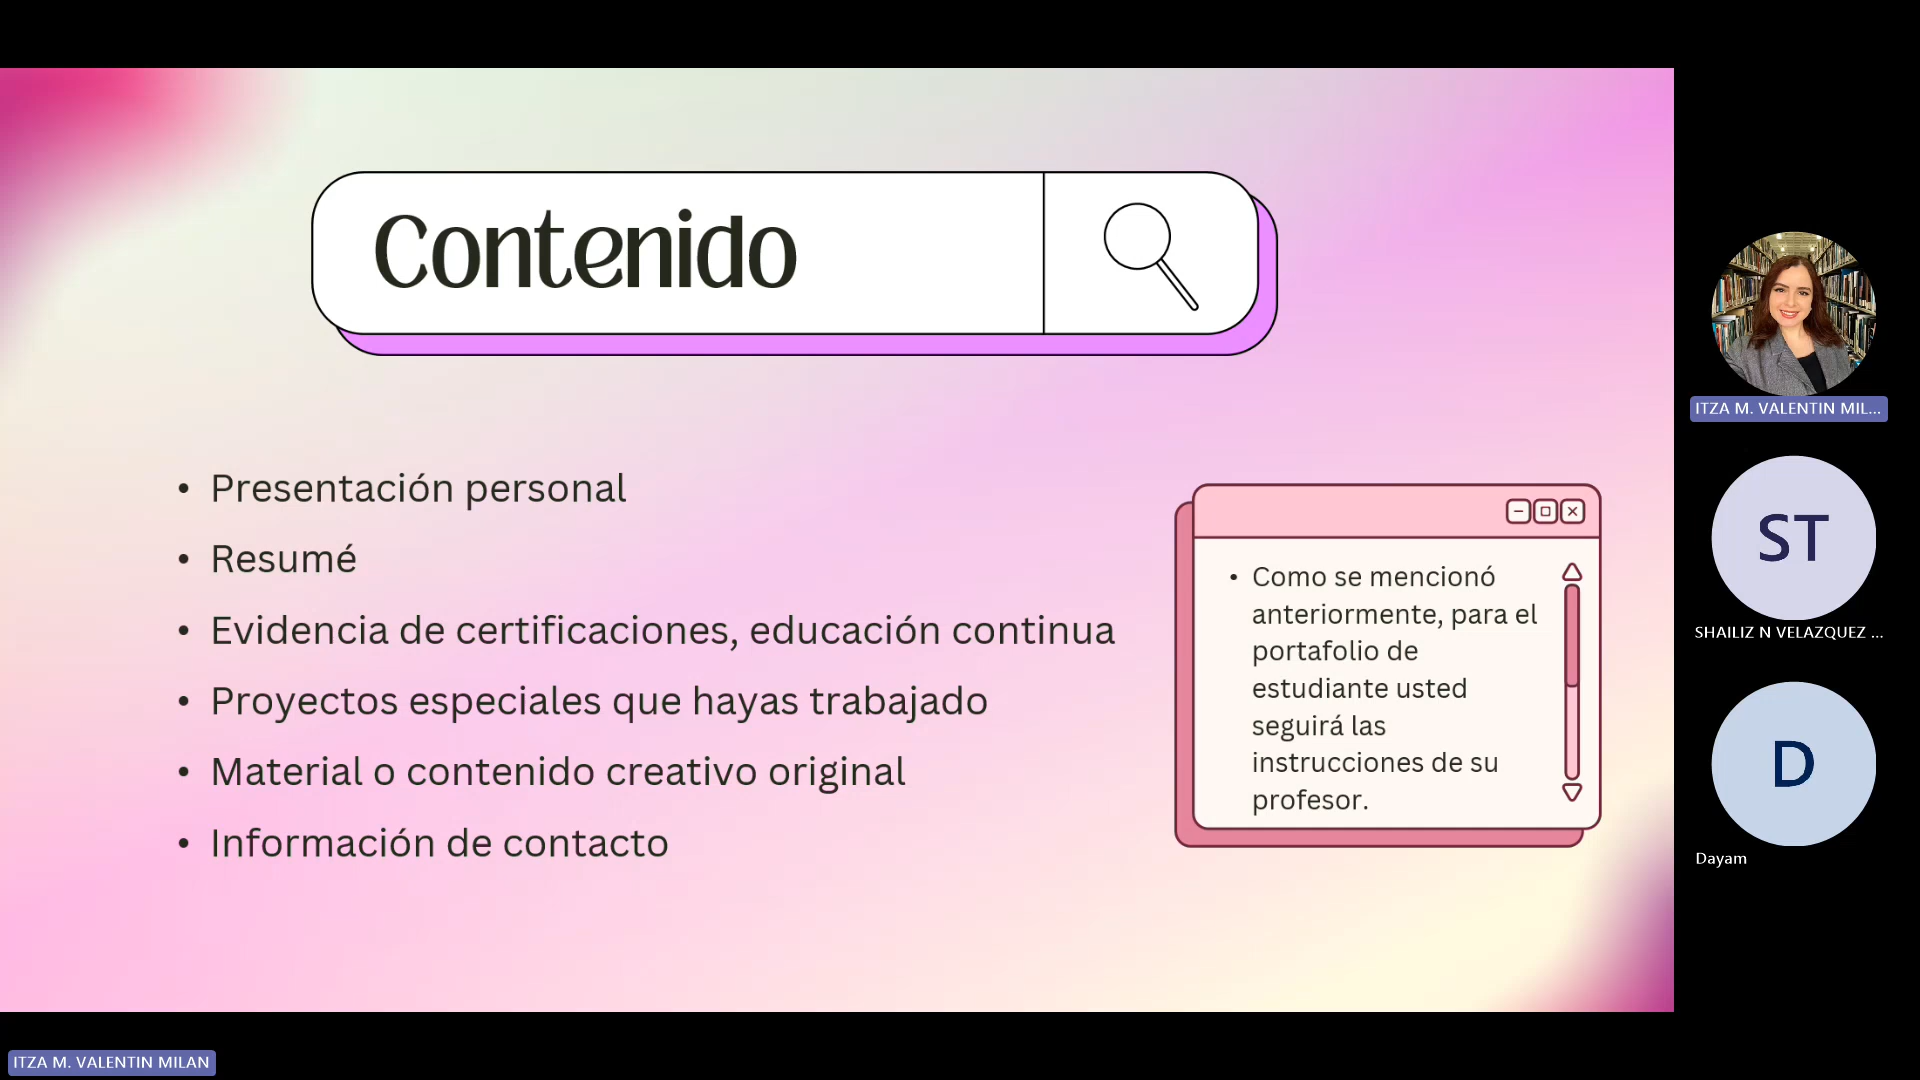 Contenido
• Presentación personal
• Resumé
• Evidencia de certificaciones, educación continua
• Proyectos especiales que hayas trabajado
• Material o contenido creativo original
• Información de contacto
• Como se mencionó
anteriormente, para el
portafolio de
estudiante usted
seguirá las
instrucciones de su
profesor.
ITZA M. VALENTIN MIL...
ST
SHAILIZ N VELAZQUEZ ...
D
Dayam
ITZA M. VALENTIN MILAN